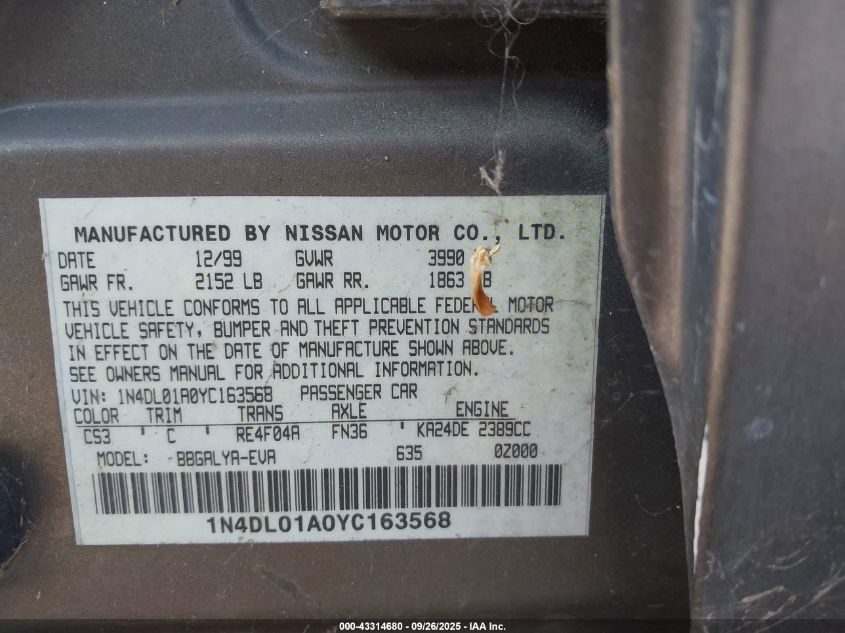 MANUFACTURED BY NISSAN MOTOR CO., LTD.
DATE 12/99 GVWR 3990
GAWR FR. 2152 LB GAWR RR. 1863 B
THIS VEHICLE CONFORMS TO ALL APPLICABLE FEDERAL MOTOR
VEHICLE SAFETY, BUMPER AND THEFT PREVENTION STANDARDS
IN EFFECT ON THE DATE OF MANUFACTURE SHOWN ABOVE.
SEE OWNERS MANUAL FOR ADDITIONAL INFORMATION.
VIN: 1N4DL01A0YC163568 PASSENGER CAR
COLOR TRIM TRANS AXLE ENGINE
CS3 ' C ' RE4F04A FN36 ' KA24DE 2389CC
MODEL: BBGALYA-EVA 635 0Z000
1N4DL01A0YC163568
000-43314680 - 09/26/2025 - IAA Inc.